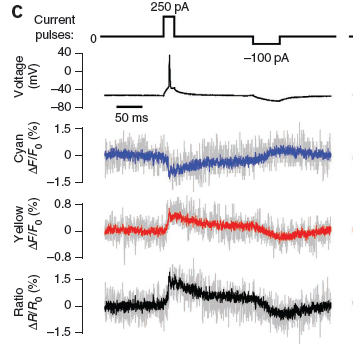 C
250 pA
Current
pulses:
0
−100 pA
Voltage
(mV)
40
0
−40
−80
50 ms
Cyan
ΔF/F0 (%)
1.5
0
−1.5
Yellow
ΔF/F0 (%)
0.8
0
−0.8
Ratio
ΔR/R0 (%)
1.5
0
−1.5